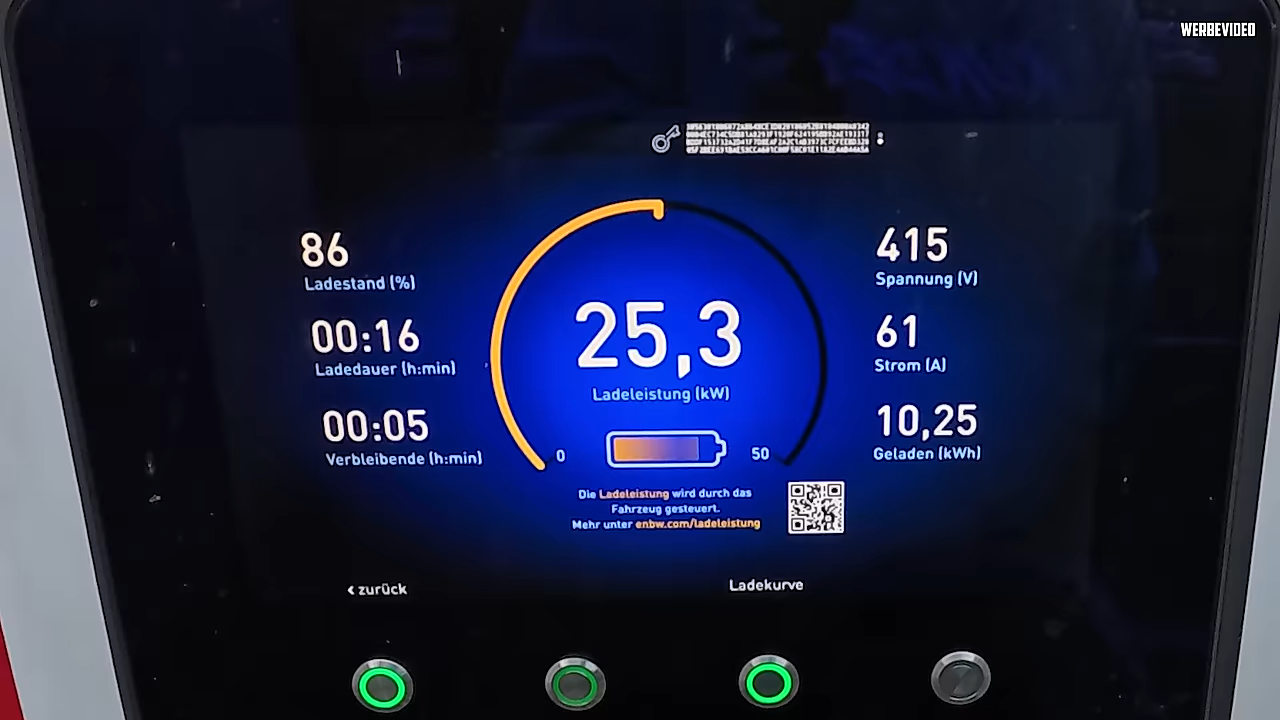 WERBEVIDEO
86
Ladestand (%)
00:16
Ladedauer (h:min)
00:05
Verbleibende (h:min)
25,3
Ladeleistung (kW)
0
50
Die Ladeleistung wird durch das
Fahrzeug gesteuert.
Mehr unter enbw.com/ladeleistung
415
Spannung (V)
61
Strom (A)
10,25
Geladen (kWh)
< zurück
Ladekurve